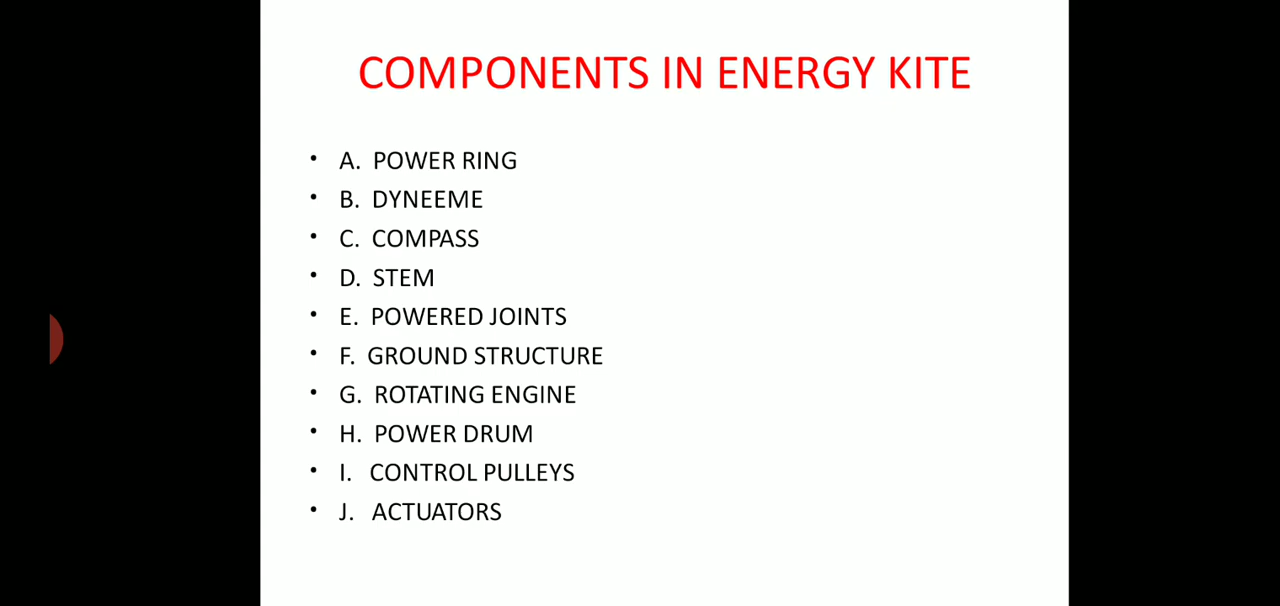 COMPONENTS IN ENERGY KITE
• A. POWER RING
• B. DYNEEME
• C. COMPASS
• D. STEM
• E. POWERED JOINTS
• F. GROUND STRUCTURE
• G. ROTATING ENGINE
• H. POWER DRUM
• I. CONTROL PULLEYS
• J. ACTUATORS